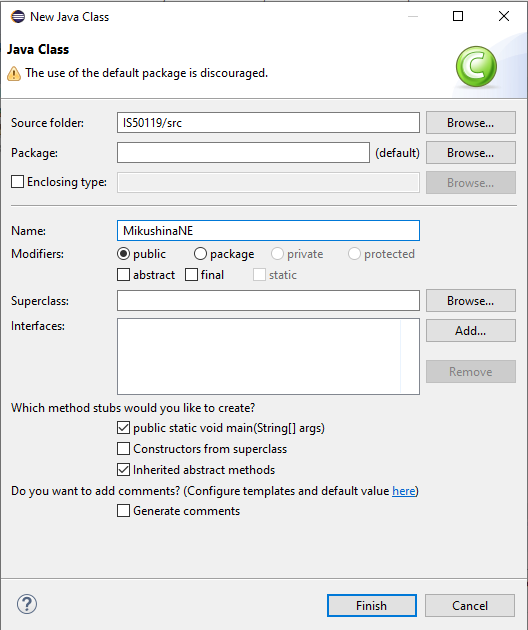 New Java Class
Java Class
The use of the default package is discouraged.
Source folder: IS50119/src Browse...
Package: (default) Browse...
Enclosing type: Browse...
Name: MikushinaNE
Modifiers: public package private protected
abstract final static
Superclass: Browse...
Interfaces: Add...
Remove
Which method stubs would you like to create?
public static void main(String[] args)
Constructors from superclass
Inherited abstract methods
Do you want to add comments? (Configure templates and default value here)
Generate comments
? Finish Cancel